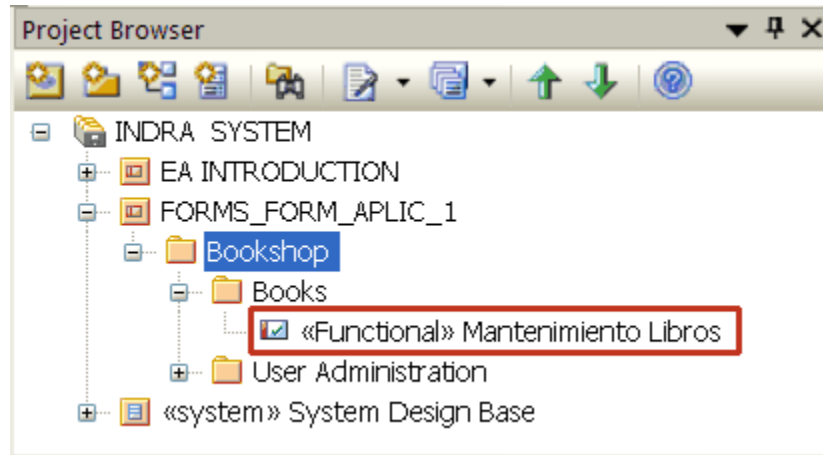 Project Browser
INDRA SYSTEM
EA INTRODUCTION
FORMS_FORM_APLIC_1
Bookshop
Books
«Functional» Mantenimiento Libros
User Administration
«system» System Design Base